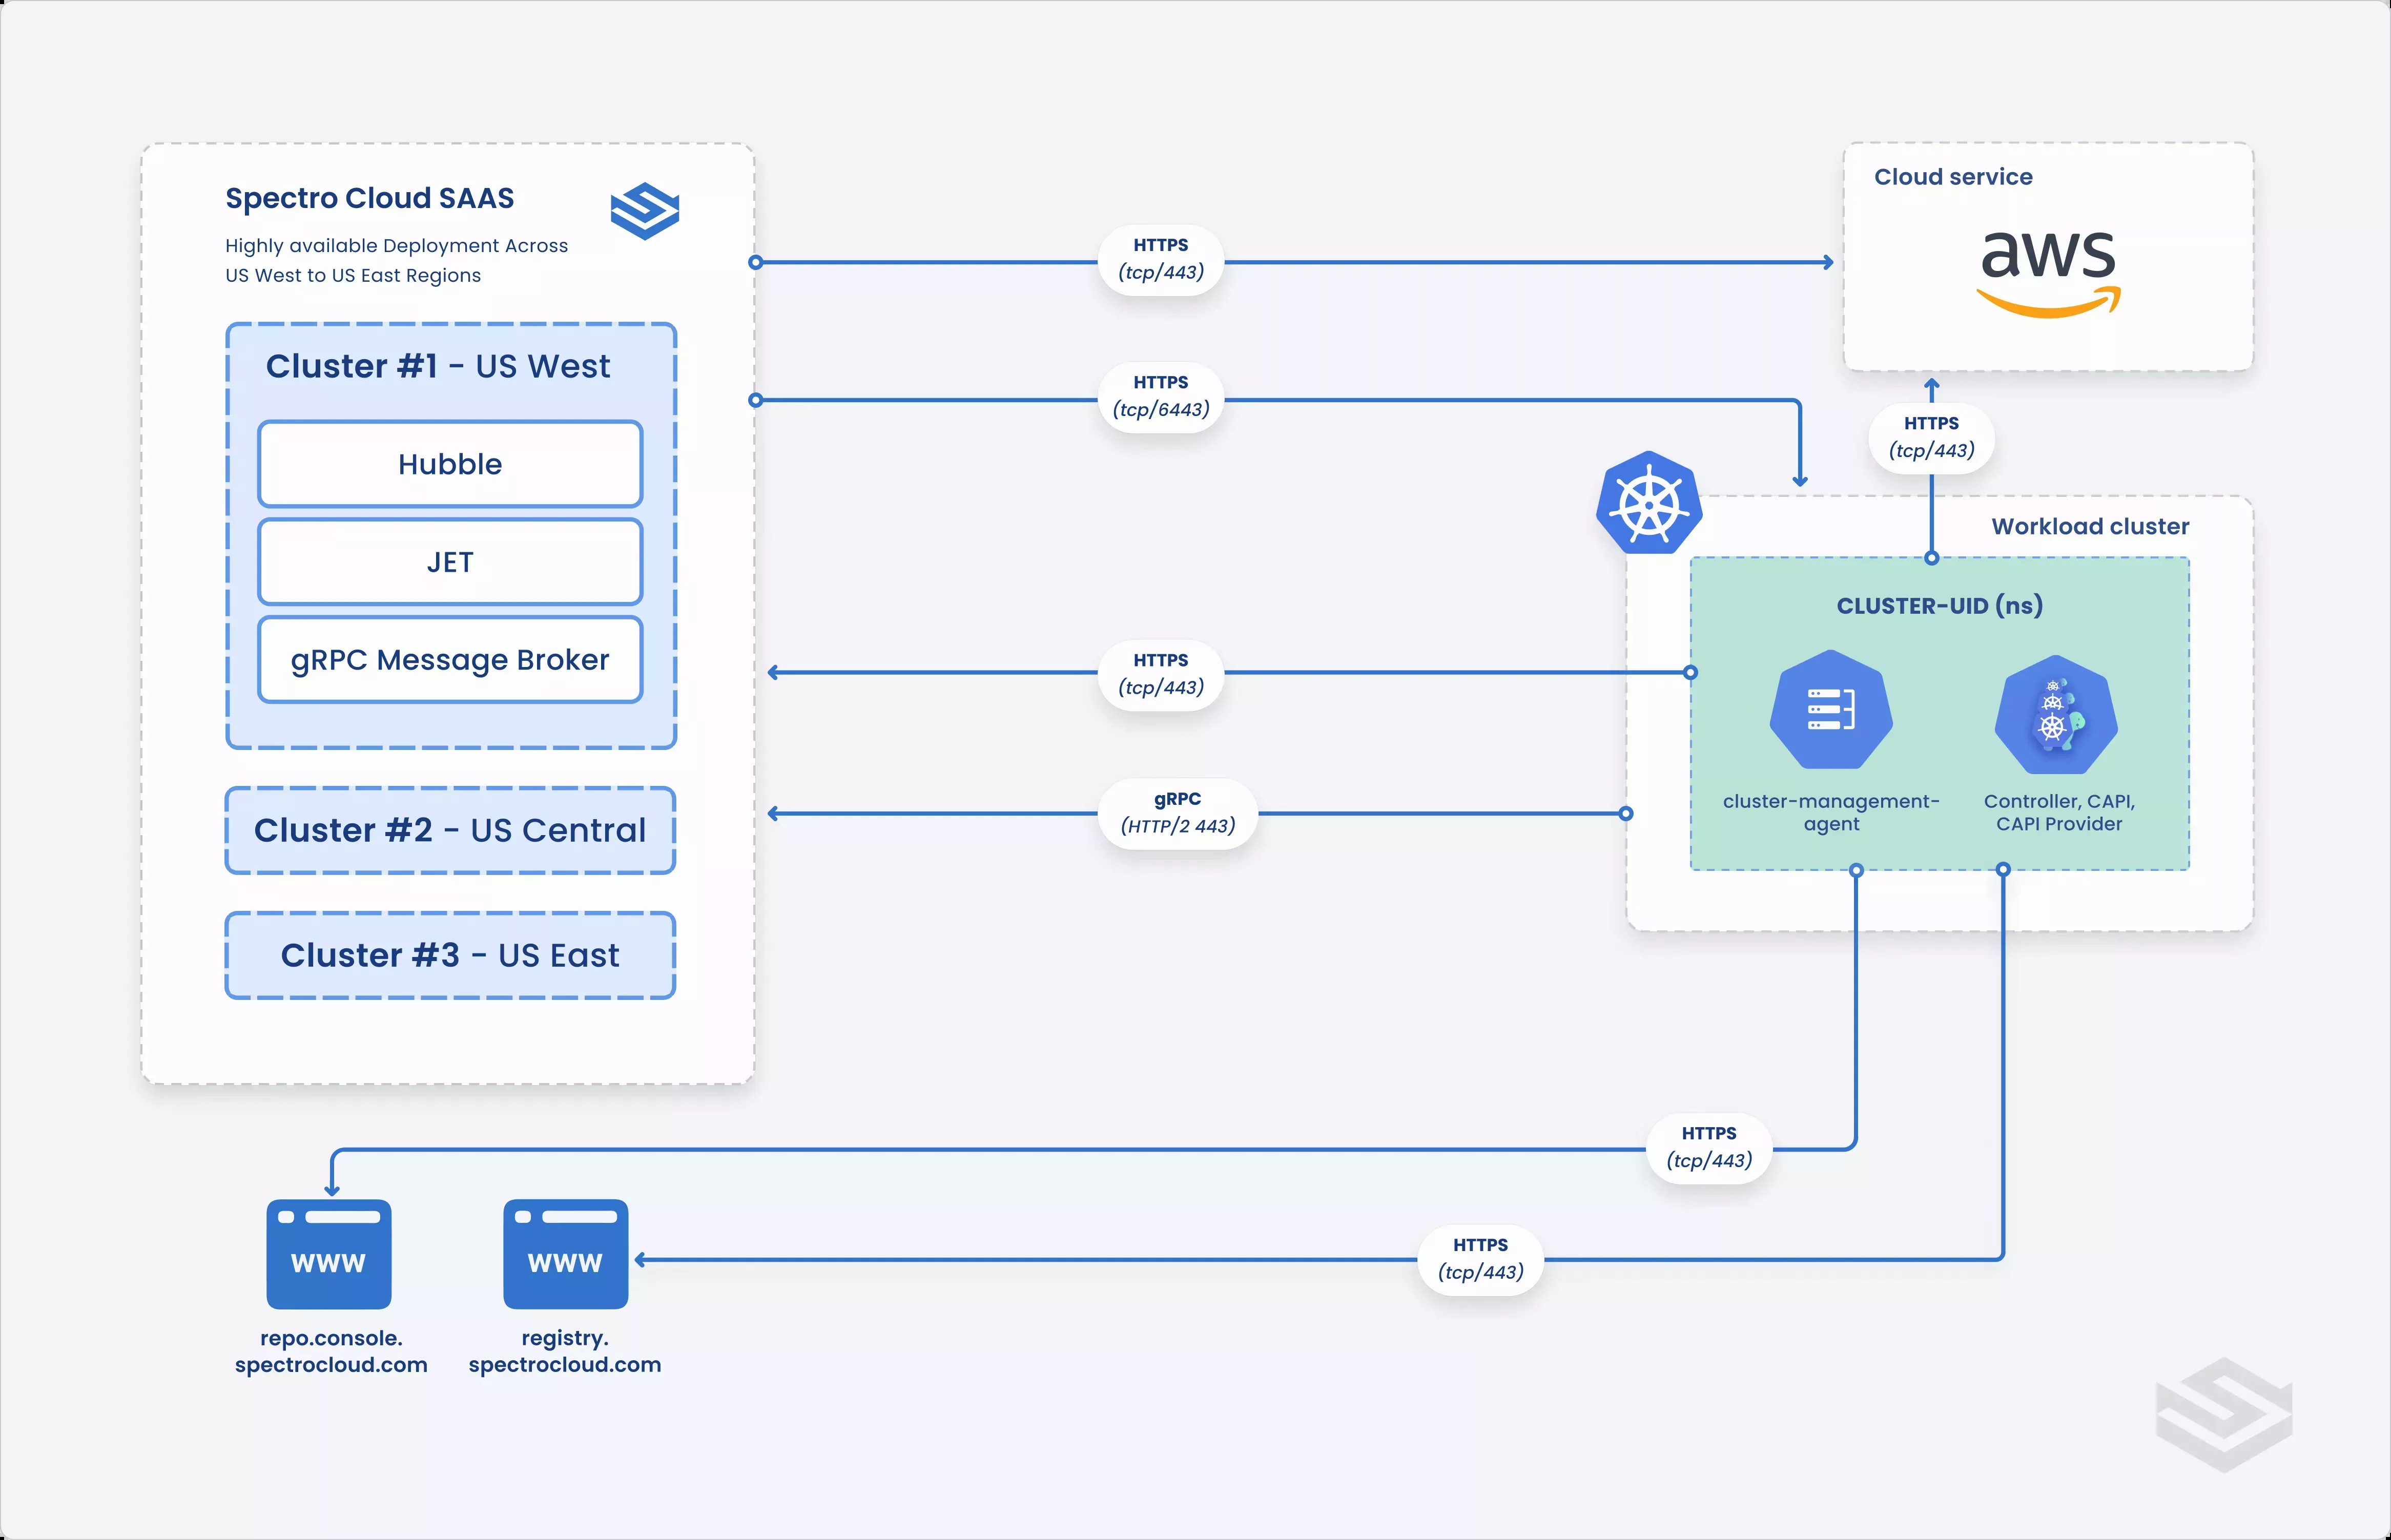 Spectro Cloud SAAS
Highly available Deployment Across
US West to US East Regions
Cluster #1 - US West
Hubble
JET
gRPC Message Broker
Cluster #2 - US Central
Cluster #3 - US East
HTTPS
(tcp/443)
HTTPS
(tcp/6443)
HTTPS
(tcp/443)
gRPC
(HTTP/2 443)
Cloud service
aws
HTTPS
(tcp/443)
Workload cluster
CLUSTER-UID (ns)
cluster-management-
agent
Controller, CAPI,
CAPI Provider
HTTPS
(tcp/443)
HTTPS
(tcp/443)
www
repo.console.
spectrocloud.com
www
registry.
spectrocloud.com